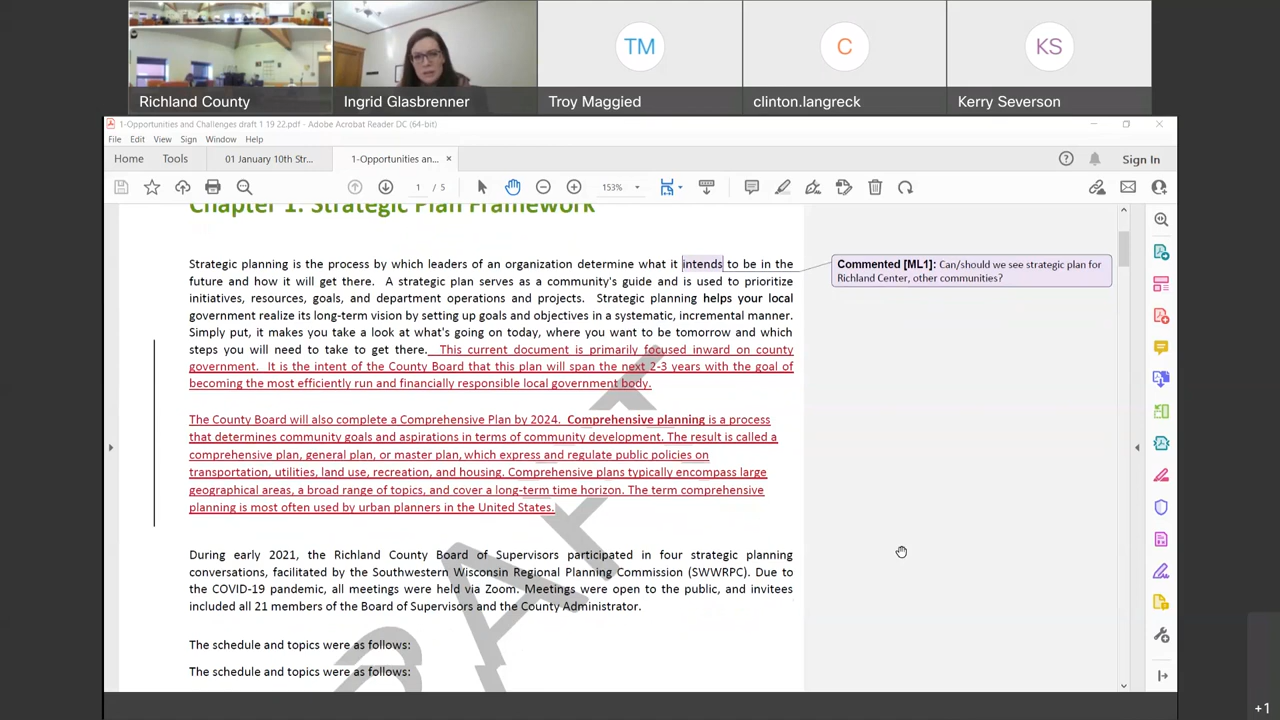 TM
C
KS
Richland County
Ingrid Glasbrenner
Troy Maggied
clinton.langreck
Kerry Severson
1-Opportunities and Challenges draft 1 19 22.pdf - Adobe Acrobat Reader DC (64-bit)
File Edit View Sign Window Help
Home Tools 01 January 10th Str... 1-Opportunities an... × Sign In
1 / 5 153%
Chapter 1. Strategic Plan Framework
Strategic planning is the process by which leaders of an organization determine what it intends to be in the
future and how it will get there. A strategic plan serves as a community's guide and is used to prioritize
initiatives, resources, goals, and department operations and projects. Strategic planning helps your local
government realize its long-term vision by setting up goals and objectives in a systematic, incremental manner.
Simply put, it makes you take a look at what's going on today, where you want to be tomorrow and which
steps you will need to take to get there. This current document is primarily focused inward on county
government. It is the intent of the County Board that this plan will span the next 2-3 years with the goal of
becoming the most efficiently run and financially responsible local government body.
Commented [ML1]: Can/should we see strategic plan for
Richland Center, other communities?
The County Board will also complete a Comprehensive Plan by 2024. Comprehensive planning is a process
that determines community goals and aspirations in terms of community development. The result is called a
comprehensive plan, general plan, or master plan, which express and regulate public policies on
transportation, utilities, land use, recreation, and housing. Comprehensive plans typically encompass large
geographical areas, a broad range of topics, and cover a long-term time horizon. The term comprehensive
planning is most often used by urban planners in the United States.
During early 2021, the Richland County Board of Supervisors participated in four strategic planning
conversations, facilitated by the Southwestern Wisconsin Regional Planning Commission (SWWRPC). Due to
the COVID-19 pandemic, all meetings were held via Zoom. Meetings were open to the public, and invitees
included all 21 members of the Board of Supervisors and the County Administrator.
The schedule and topics were as follows:
The schedule and topics were as follows:
+1